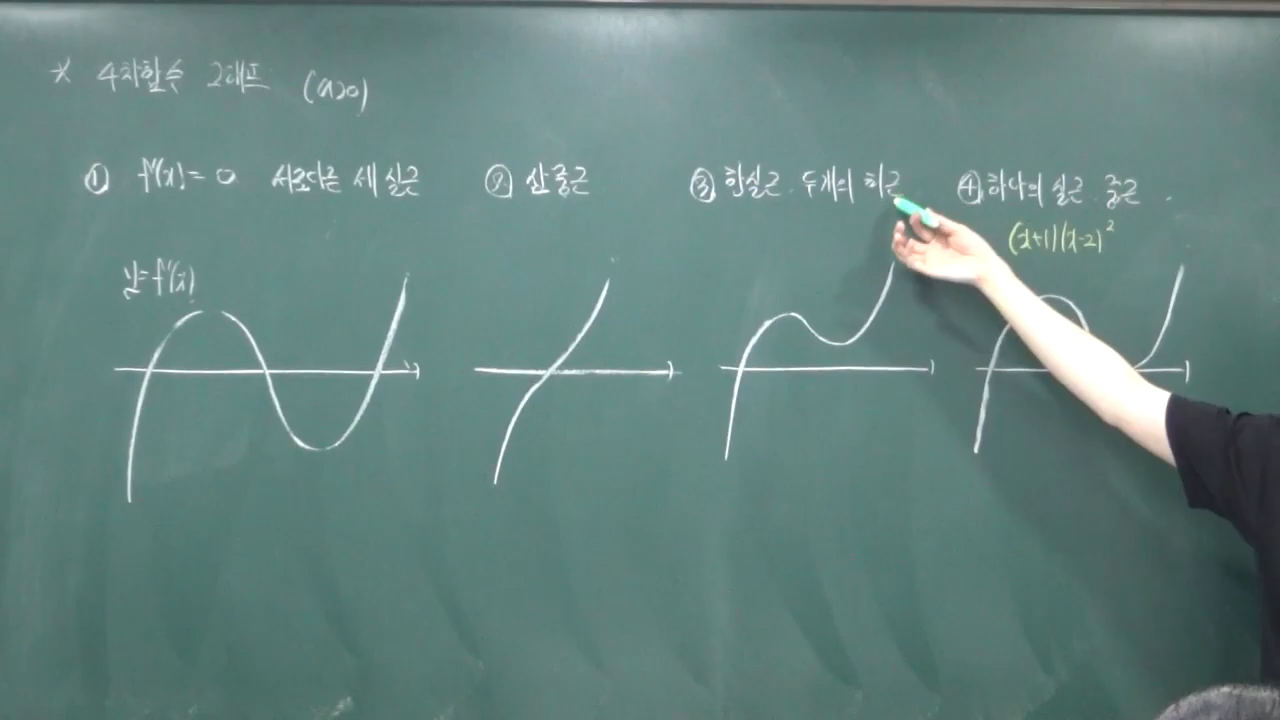 * 4차함수 그래프 (a>0)
① f'(x)=0 서로다른 세 실근
② 삼중근
③ 한실근, 두개의 허근
④ 하나의 실근, 중근
(x+1)(x-2)²
y=f'(x)